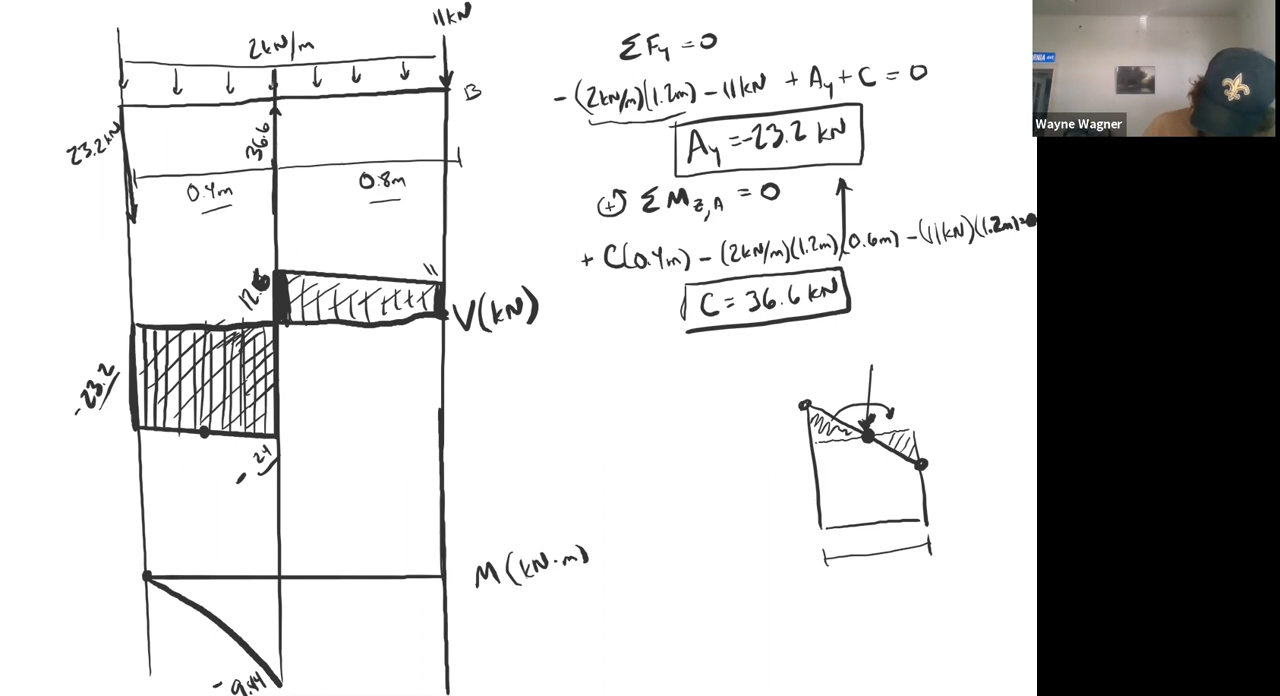 11kN
2kN/m
B
23.2kN
36.6
0.4m
0.8m
12.6
11
V(kN)
-23.2
-24
M(kN·m)
-9.44
ΣFy = 0
-(2kN/m)(1.2m) - 11kN + Ay + C = 0
Ay = -23.2 kN
(+) ΣMz,A = 0
+ C(0.4m) - (2kN/m)(1.2m)(0.6m) - (11kN)(1.2m)=0
C = 36.6 kN
Wayne Wagner